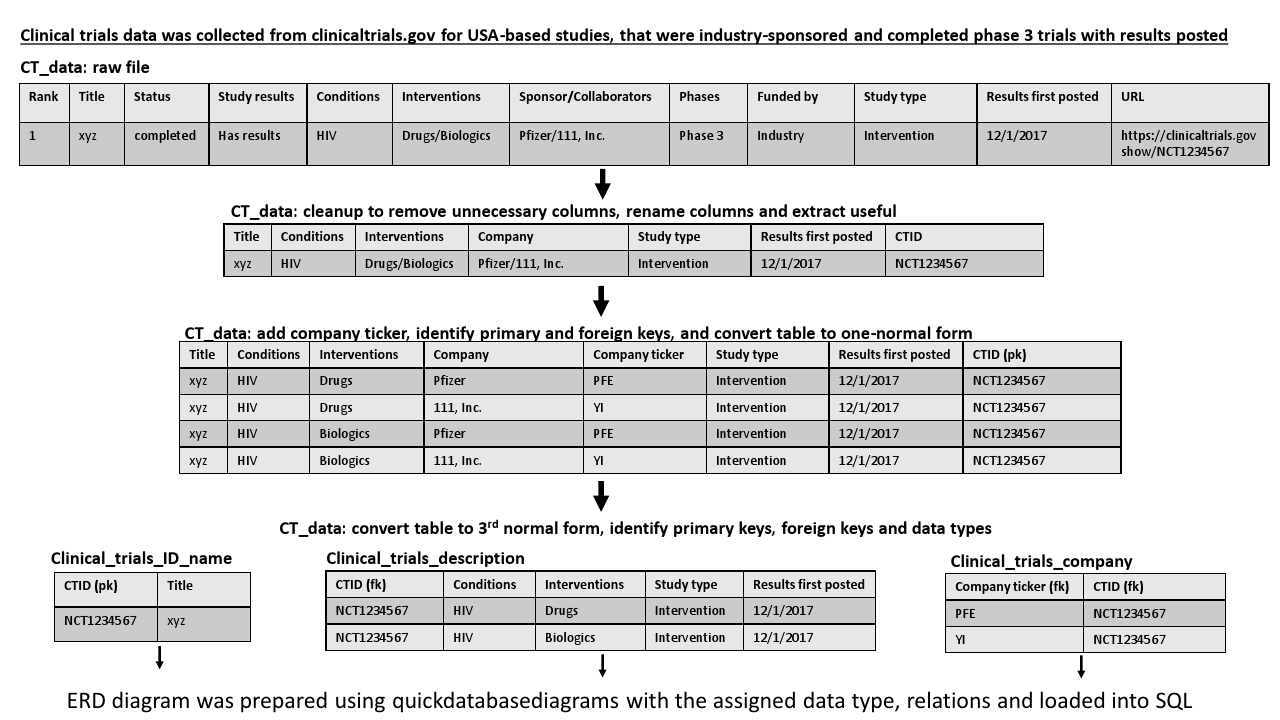 Clinical trials data was collected from clinicaltrials.gov for USA-based studies, that were industry-sponsored and completed phase 3 trials with results posted
CT_data: raw file
Rank Title Status Study results Conditions Interventions Sponsor/Collaborators Phases Funded by Study type Results first posted URL
1 xyz completed Has results HIV Drugs/Biologics Pfizer/111, Inc. Phase 3 Industry Intervention 12/1/2017 https://clinicaltrials.gov
show/NCT1234567
CT_data: cleanup to remove unnecessary columns, rename columns and extract useful
Title Conditions Interventions Company Study type Results first posted CTID
xyz HIV Drugs/Biologics Pfizer/111, Inc. Intervention 12/1/2017 NCT1234567
CT_data: add company ticker, identify primary and foreign keys, and convert table to one-normal form
Title Conditions Interventions Company Company ticker Study type Results first posted CTID (pk)
xyz HIV Drugs Pfizer PFE Intervention 12/1/2017 NCT1234567
xyz HIV Drugs 111, Inc. YI Intervention 12/1/2017 NCT1234567
xyz HIV Biologics Pfizer PFE Intervention 12/1/2017 NCT1234567
xyz HIV Biologics 111, Inc. YI Intervention 12/1/2017 NCT1234567
CT_data: convert table to 3rd normal form, identify primary keys, foreign keys and data types
Clinical_trials_ID_name
CTID (pk) Title
NCT1234567 xyz
Clinical_trials_description
CTID (fk) Conditions Interventions Study type Results first posted
NCT1234567 HIV Drugs Intervention 12/1/2017
NCT1234567 HIV Biologics Intervention 12/1/2017
Clinical_trials_company
Company ticker (fk) CTID (fk)
PFE NCT1234567
YI NCT1234567
ERD diagram was prepared using quickdatabasediagrams with the assigned data type, relations and loaded into SQL